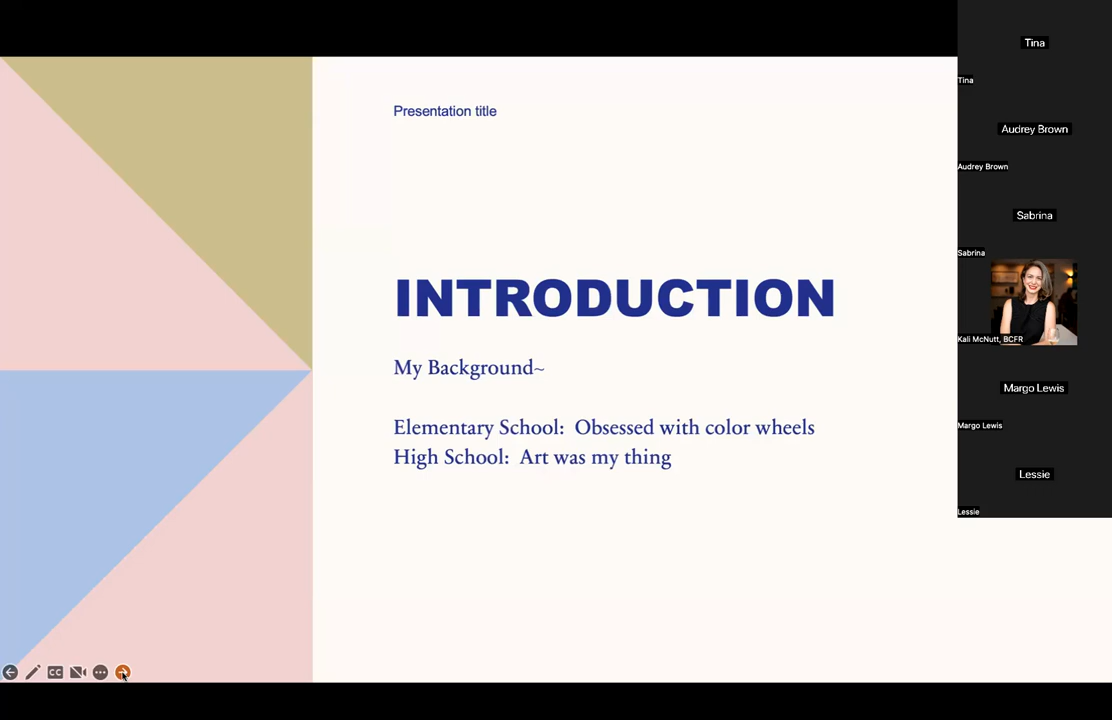 Presentation title
INTRODUCTION
My Background~
Elementary School:  Obsessed with color wheels
High School:  Art was my thing
Tina
Tina
Audrey Brown
Audrey Brown
Sabrina
Sabrina
Kali McNutt, BCFR
Margo Lewis
Margo Lewis
Lessie
Lessie
CC